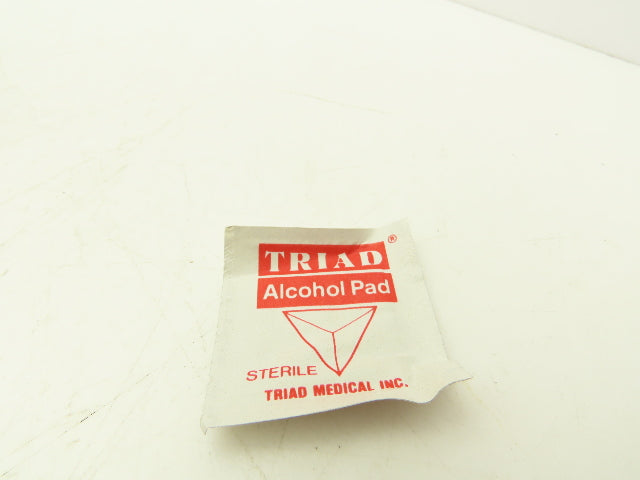 TRIAD®
Alcohol Pad
STERILE
TRIAD MEDICAL INC.